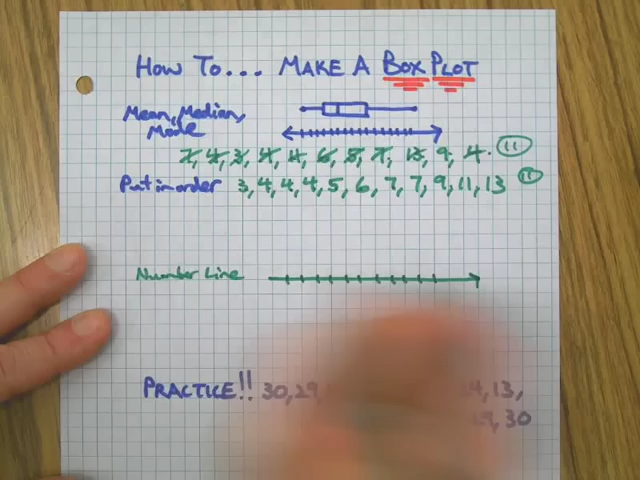 How To... MAKE A BOX PLOT
Mean, Median,
Mode
7, 4, 3, 4, 11, 6, 5, 7, 13, 9, 4. 11
Put in order 3, 4, 4, 4, 5, 6, 7, 7, 9, 11, 13 11
Number Line
PRACTICE!! 30, 29, 13,
30